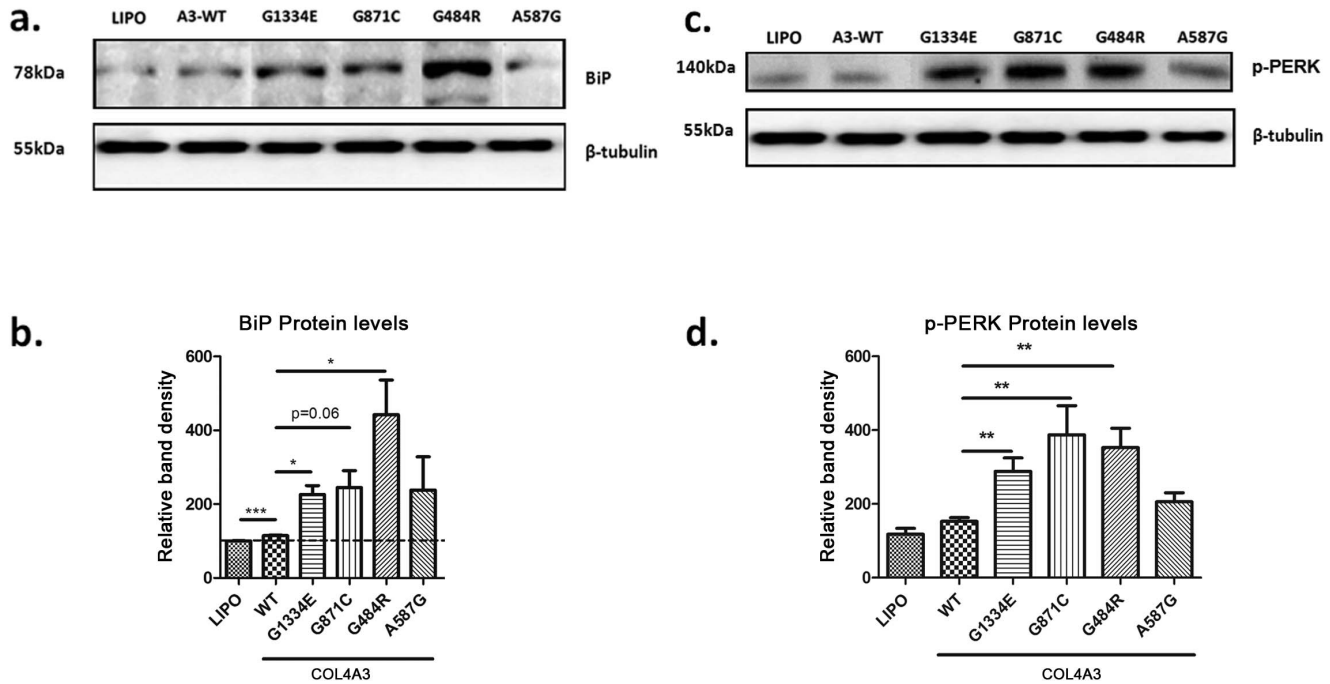 a.
LIPO A3-WT G1334E G871C G484R A587G
78kDa
BiP
55kDa
β-tubulin
c.
LIPO A3-WT G1334E G871C G484R A587G
140kDa
p-PERK
55kDa
β-tubulin
b.
BiP Protein levels
Relative band density
600
400
200
0
***
*
p=0.06
*
LIPO
WT
G1334E
G871C
G484R
A587G
COL4A3
d.
p-PERK Protein levels
Relative band density
600
400
200
0
**
**
**
LIPO
WT
G1334E
G871C
G484R
A587G
COL4A3